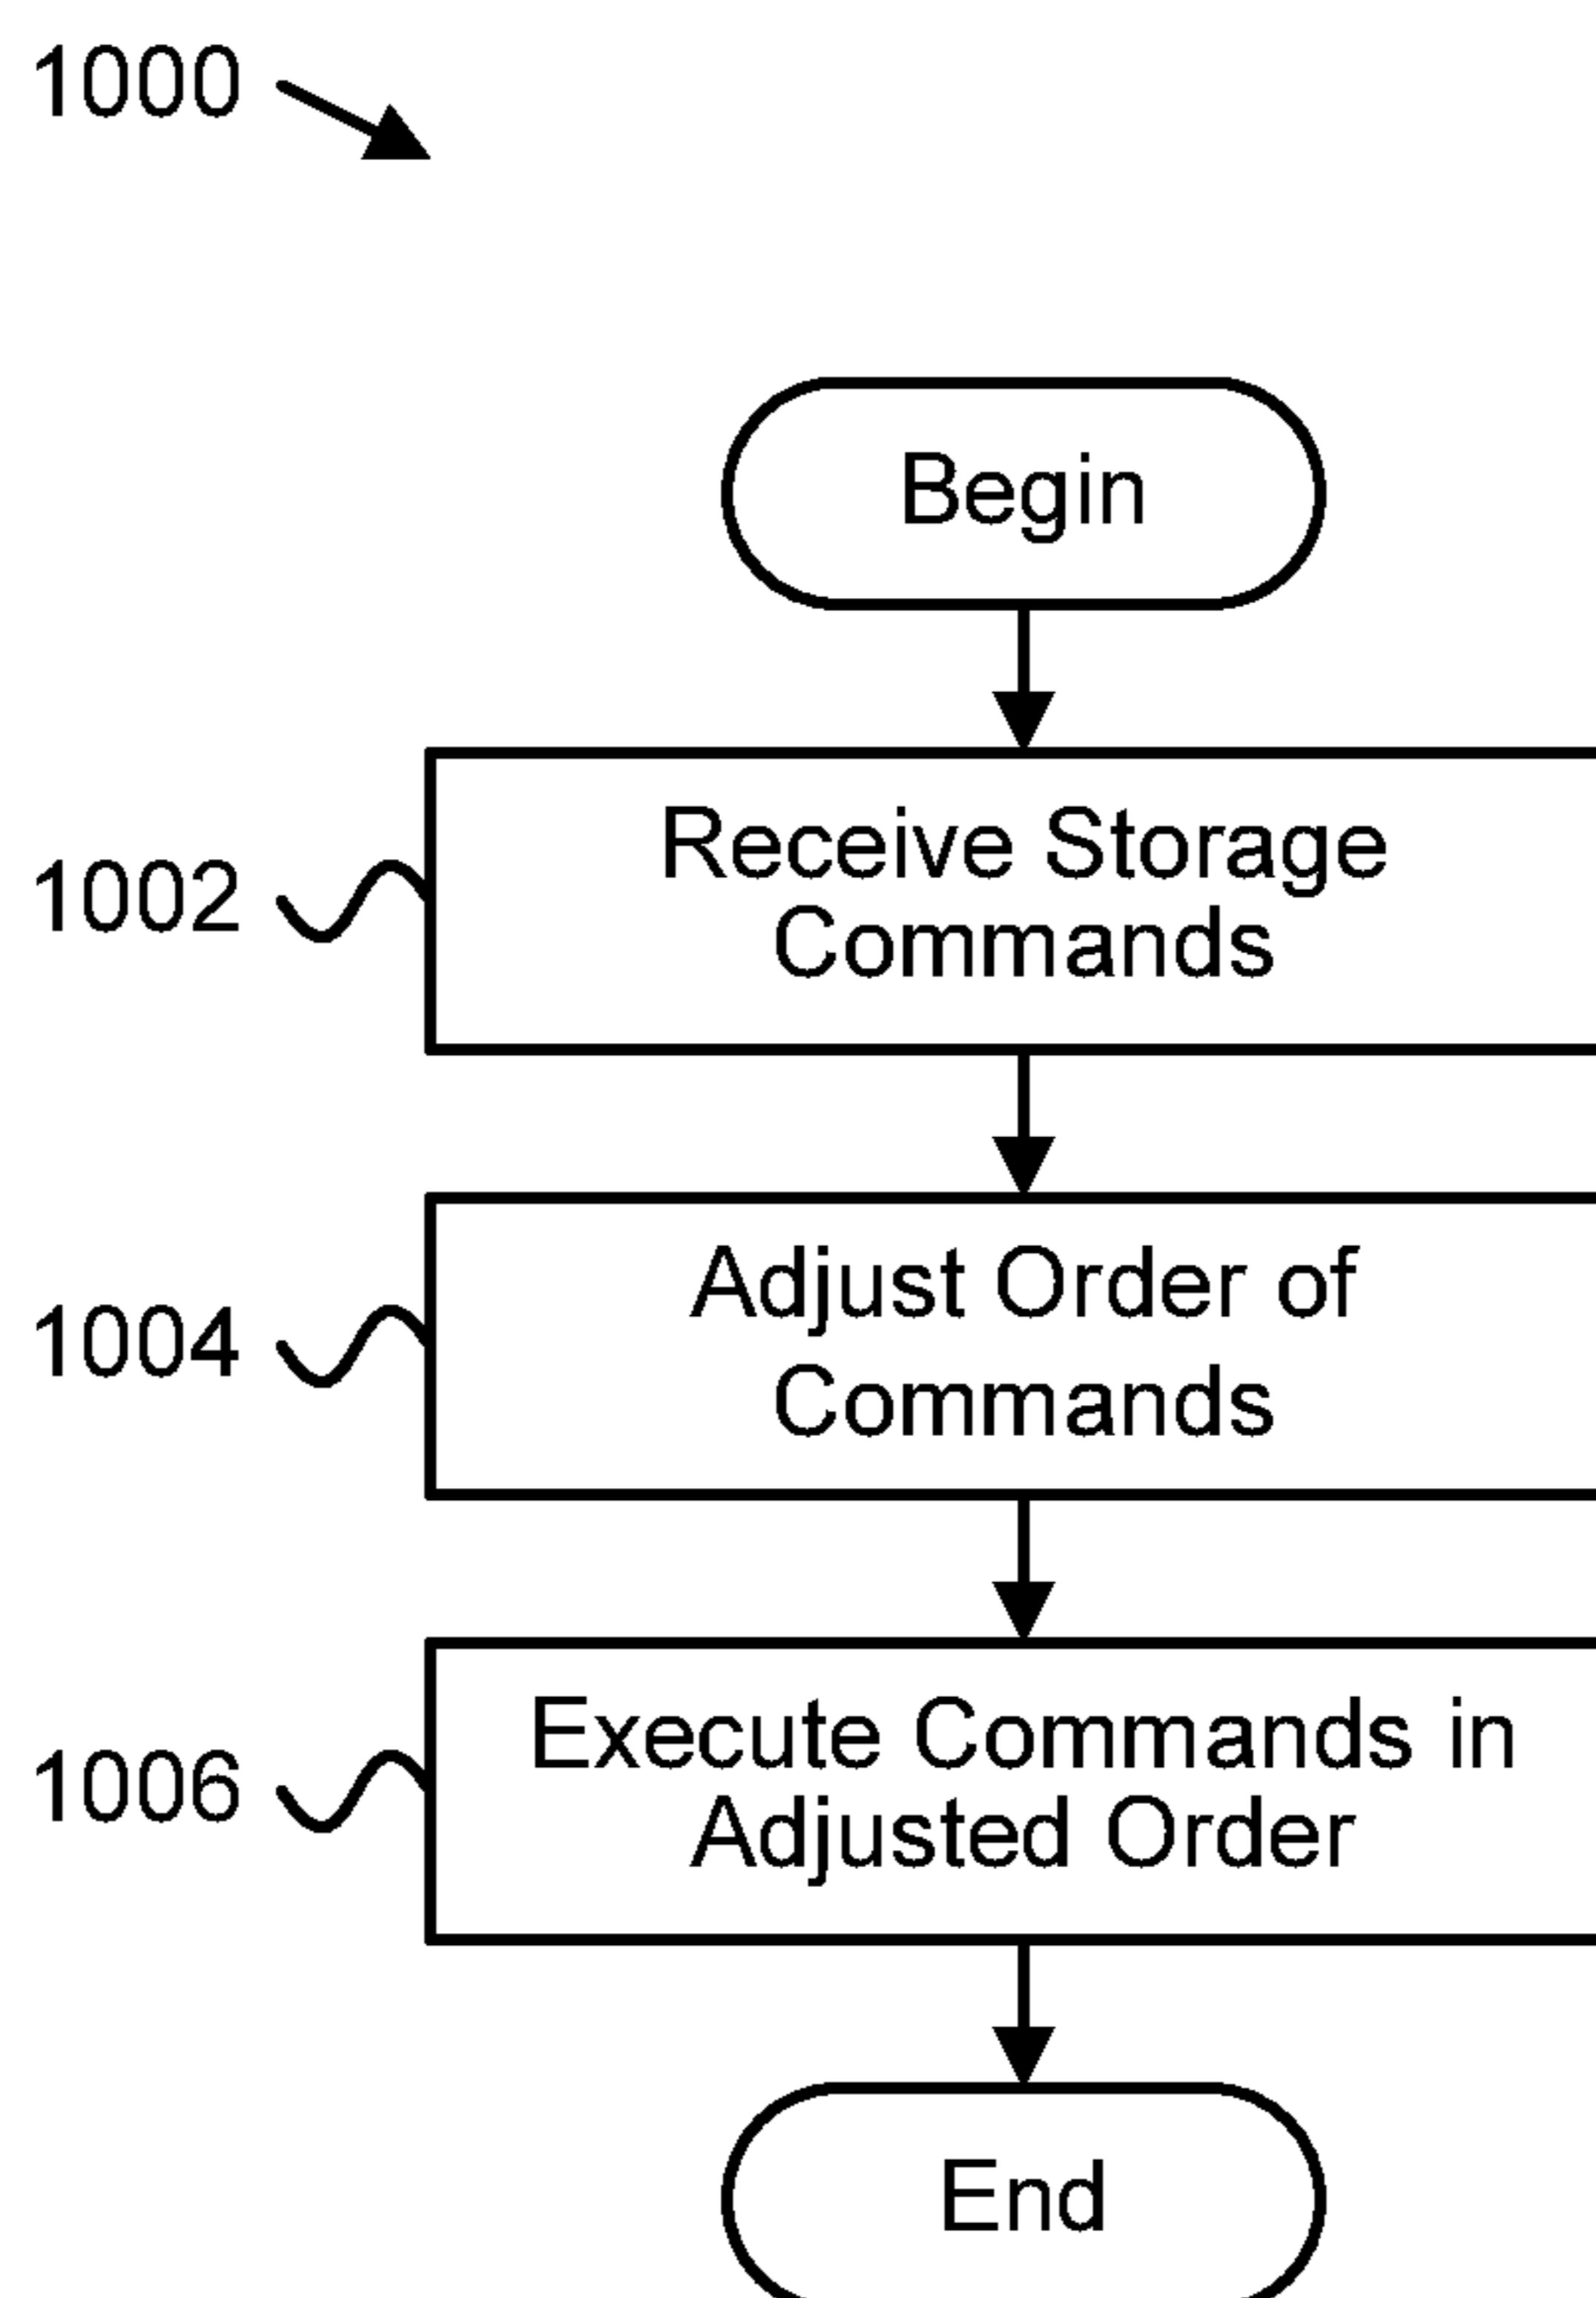 1000
Begin
1002
Receive Storage
Commands
1004
Adjust Order of
Commands
1006
Execute Commands in
Adjusted Order
End